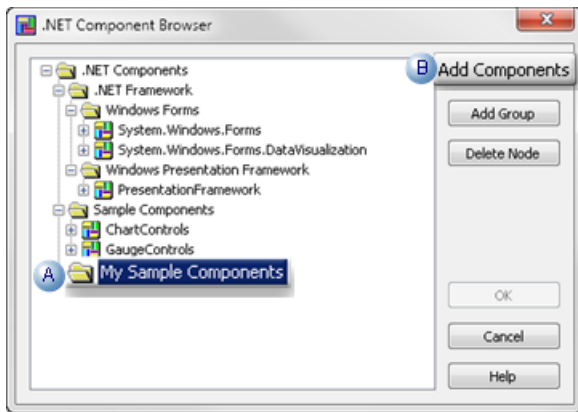 .NET Component Browser
.NET Components
B Add Components
.NET Framework
Windows Forms
Add Group
System.Windows.Forms
System.Windows.Forms.DataVisualization
Delete Node
Windows Presentation Framework
PresentationFramework
Sample Components
ChartControls
GaugeControls
A My Sample Components
OK
Cancel
Help